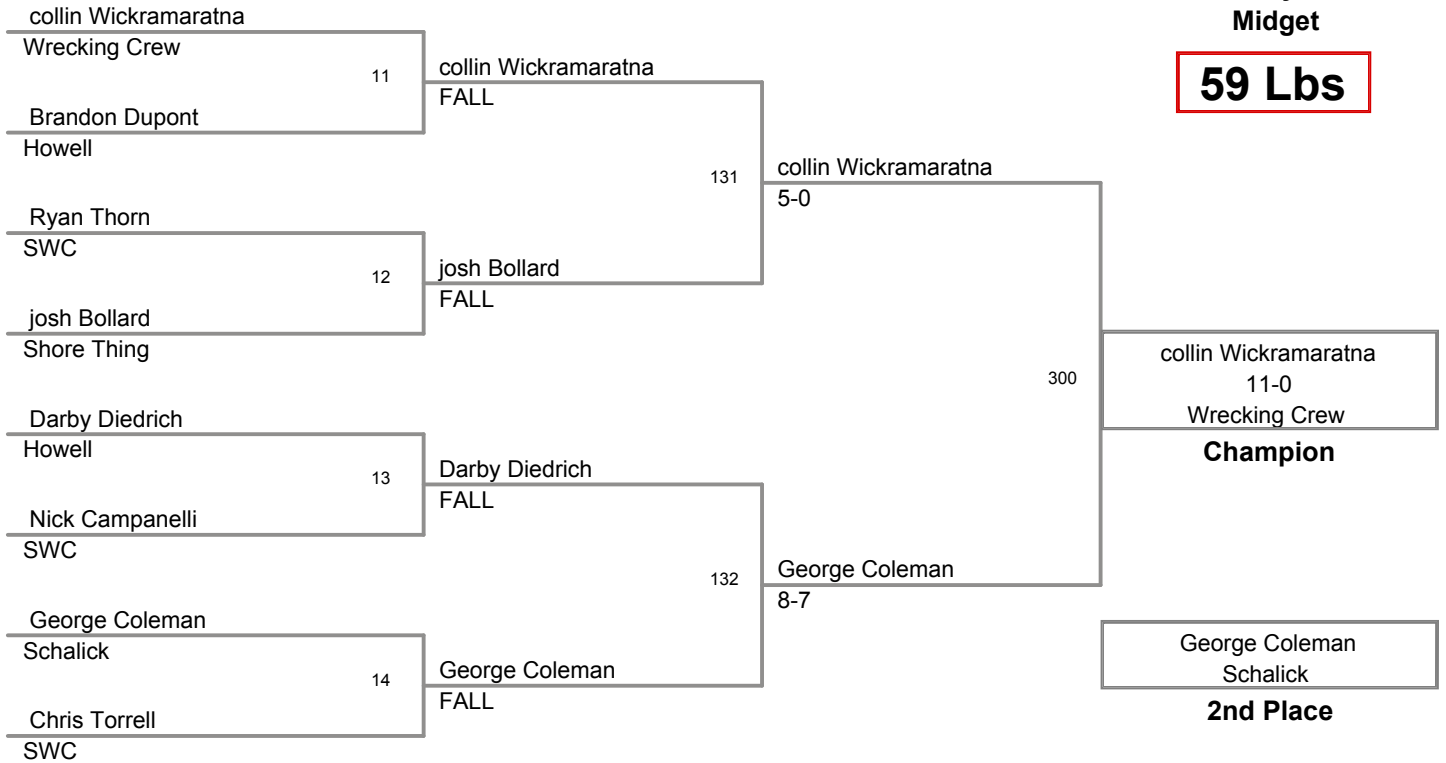 Midget
59 Lbs
collin Wickramaratna
Wrecking Crew
11
Brandon Dupont
Howell
collin Wickramaratna
FALL
Ryan Thorn
SWC
12
josh Bollard
Shore Thing
josh Bollard
FALL
131
collin Wickramaratna
5-0
Darby Diedrich
Howell
13
Nick Campanelli
SWC
Darby Diedrich
FALL
George Coleman
Schalick
14
Chris Torrell
SWC
George Coleman
FALL
132
George Coleman
8-7
300
collin Wickramaratna
11-0
Wrecking Crew
Champion
George Coleman
Schalick
2nd Place